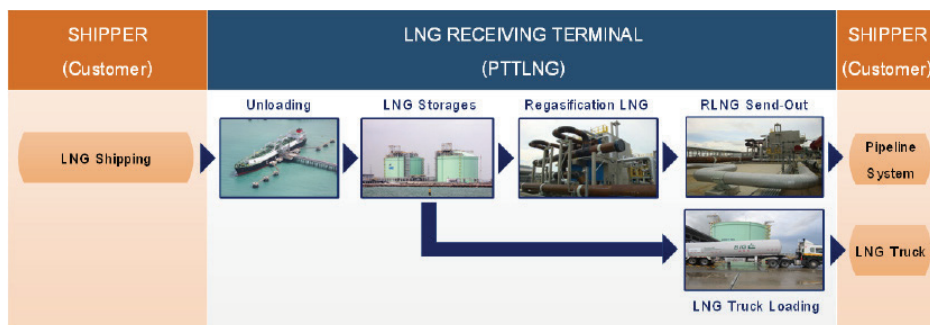 SHIPPER
(Customer)
LNG RECEIVING TERMINAL
(PTTLNG)
SHIPPER
(Customer)
Unloading
LNG Storages
Regasification LNG
RLNG Send-Out
LNG Shipping
Pipeline
System
LNG Truck
LNG Truck Loading